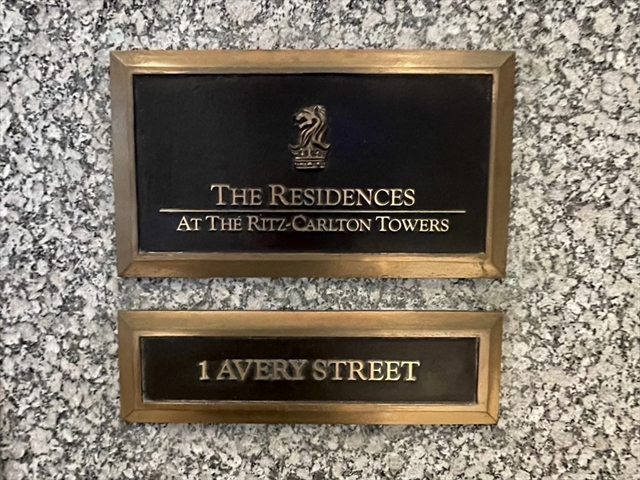 THE RESIDENCES
AT THE RITZ-CARLTON TOWERS
1 AVERY STREET